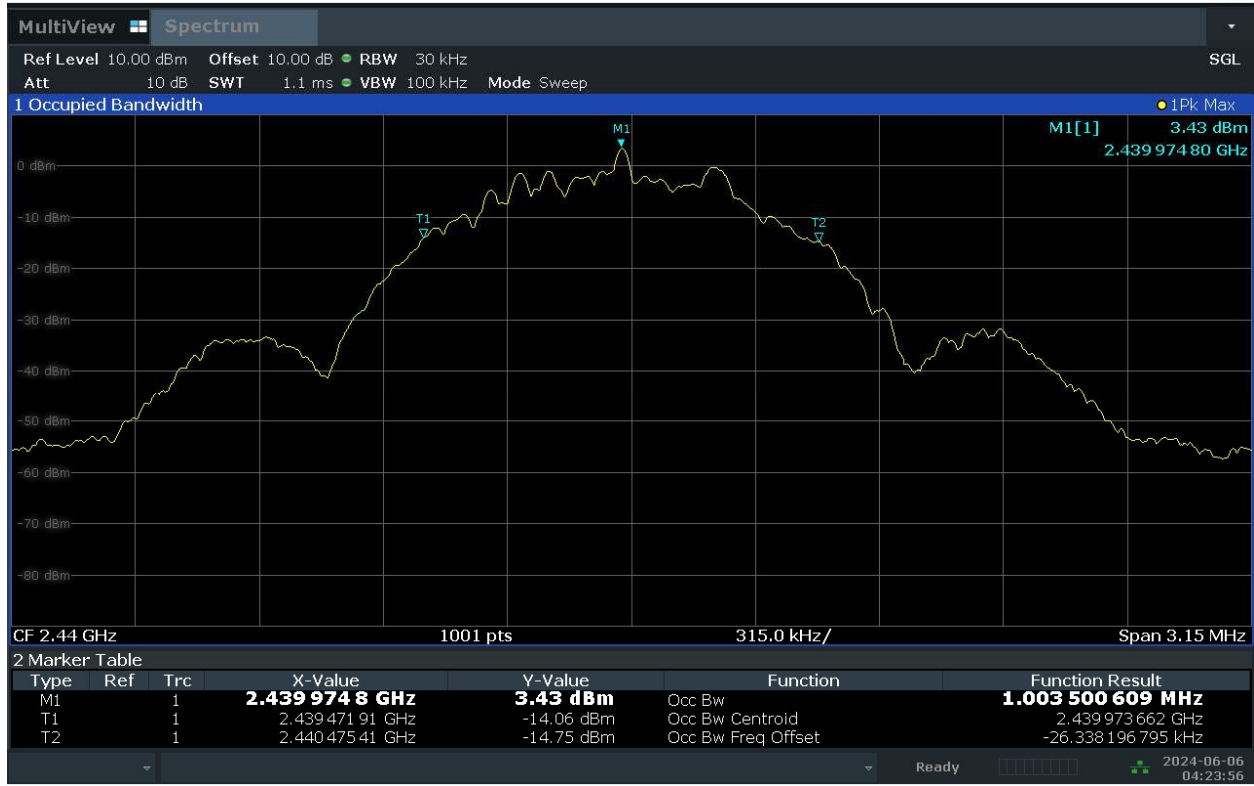 MultiView Spectrum
Ref Level 10.00 dBm Offset 10.00 dB RBW 30 kHz SGL
Att 10 dB SWT 1.1 ms VBW 100 kHz Mode Sweep
1 Occupied Bandwidth 1Pk Max
M1[1] 3.43 dBm
2.439 974 80 GHz
M1
0 dBm
-10 dBm
T1
T2
-20 dBm
-30 dBm
-40 dBm
-50 dBm
-60 dBm
-70 dBm
-80 dBm
CF 2.44 GHz 1001 pts 315.0 kHz/ Span 3.15 MHz
2 Marker Table
Type Ref Trc X-Value Y-Value Function Function Result
M1 1 2.439 974 8 GHz 3.43 dBm Occ Bw 1.003 500 609 MHz
T1 1 2.439 471 91 GHz -14.06 dBm Occ Bw Centroid 2.439 973 662 GHz
T2 1 2.440 475 41 GHz -14.75 dBm Occ Bw Freq Offset -26.338 196 795 kHz
Ready 2024-06-06
04:23:56